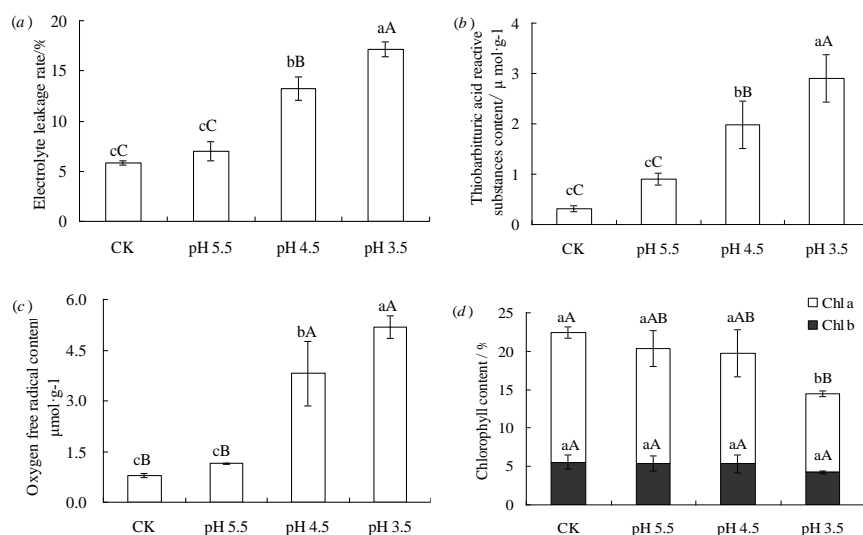 (a)
Electrolyte leakage rate/%
20
15
10
5
0
cC
cC
bB
aA
CK
pH 5.5
pH 4.5
pH 3.5
(b)
Thiobarbitturic acid reactive
substances content/ μ mol·g-1
4
3
2
1
0
cC
cC
bB
aA
CK
pH 5.5
pH 4.5
pH 3.5
(c)
Oxygen free radical content
μmol·g-1
6.0
4.5
3.0
1.5
0.0
cB
cB
bA
aA
CK
pH 5.5
pH 4.5
pH 3.5
(d)
Chlorophyll content / %
25
20
15
10
5
0
aA
aAB
aAB
bB
aA
aA
aA
aA
Chl a
Chl b
CK
pH 5.5
pH 4.5
pH 3.5